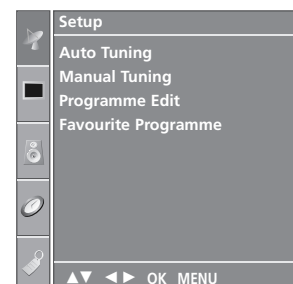 Setup
Auto Tuning
Manual Tuning
Programme Edit
Favourite Programme
▲▼ ◄► OK MENU